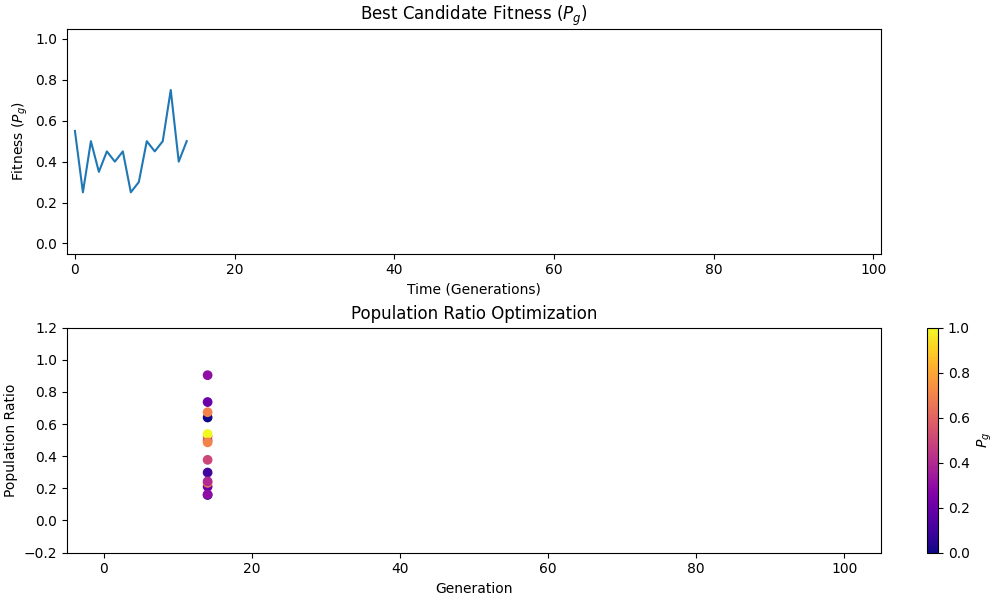 Best Candidate Fitness (P_g)
1.0
0.8
0.6
0.4
0.2
0.0
Fitness (P_g)
0 20 40 60 80 100
Time (Generations)
Population Ratio Optimization
1.2
1.0
0.8
0.6
0.4
0.2
0.0
−0.2
Population Ratio
0 20 40 60 80 100
Generation
1.0
0.8
0.6
0.4
0.2
0.0
P_g